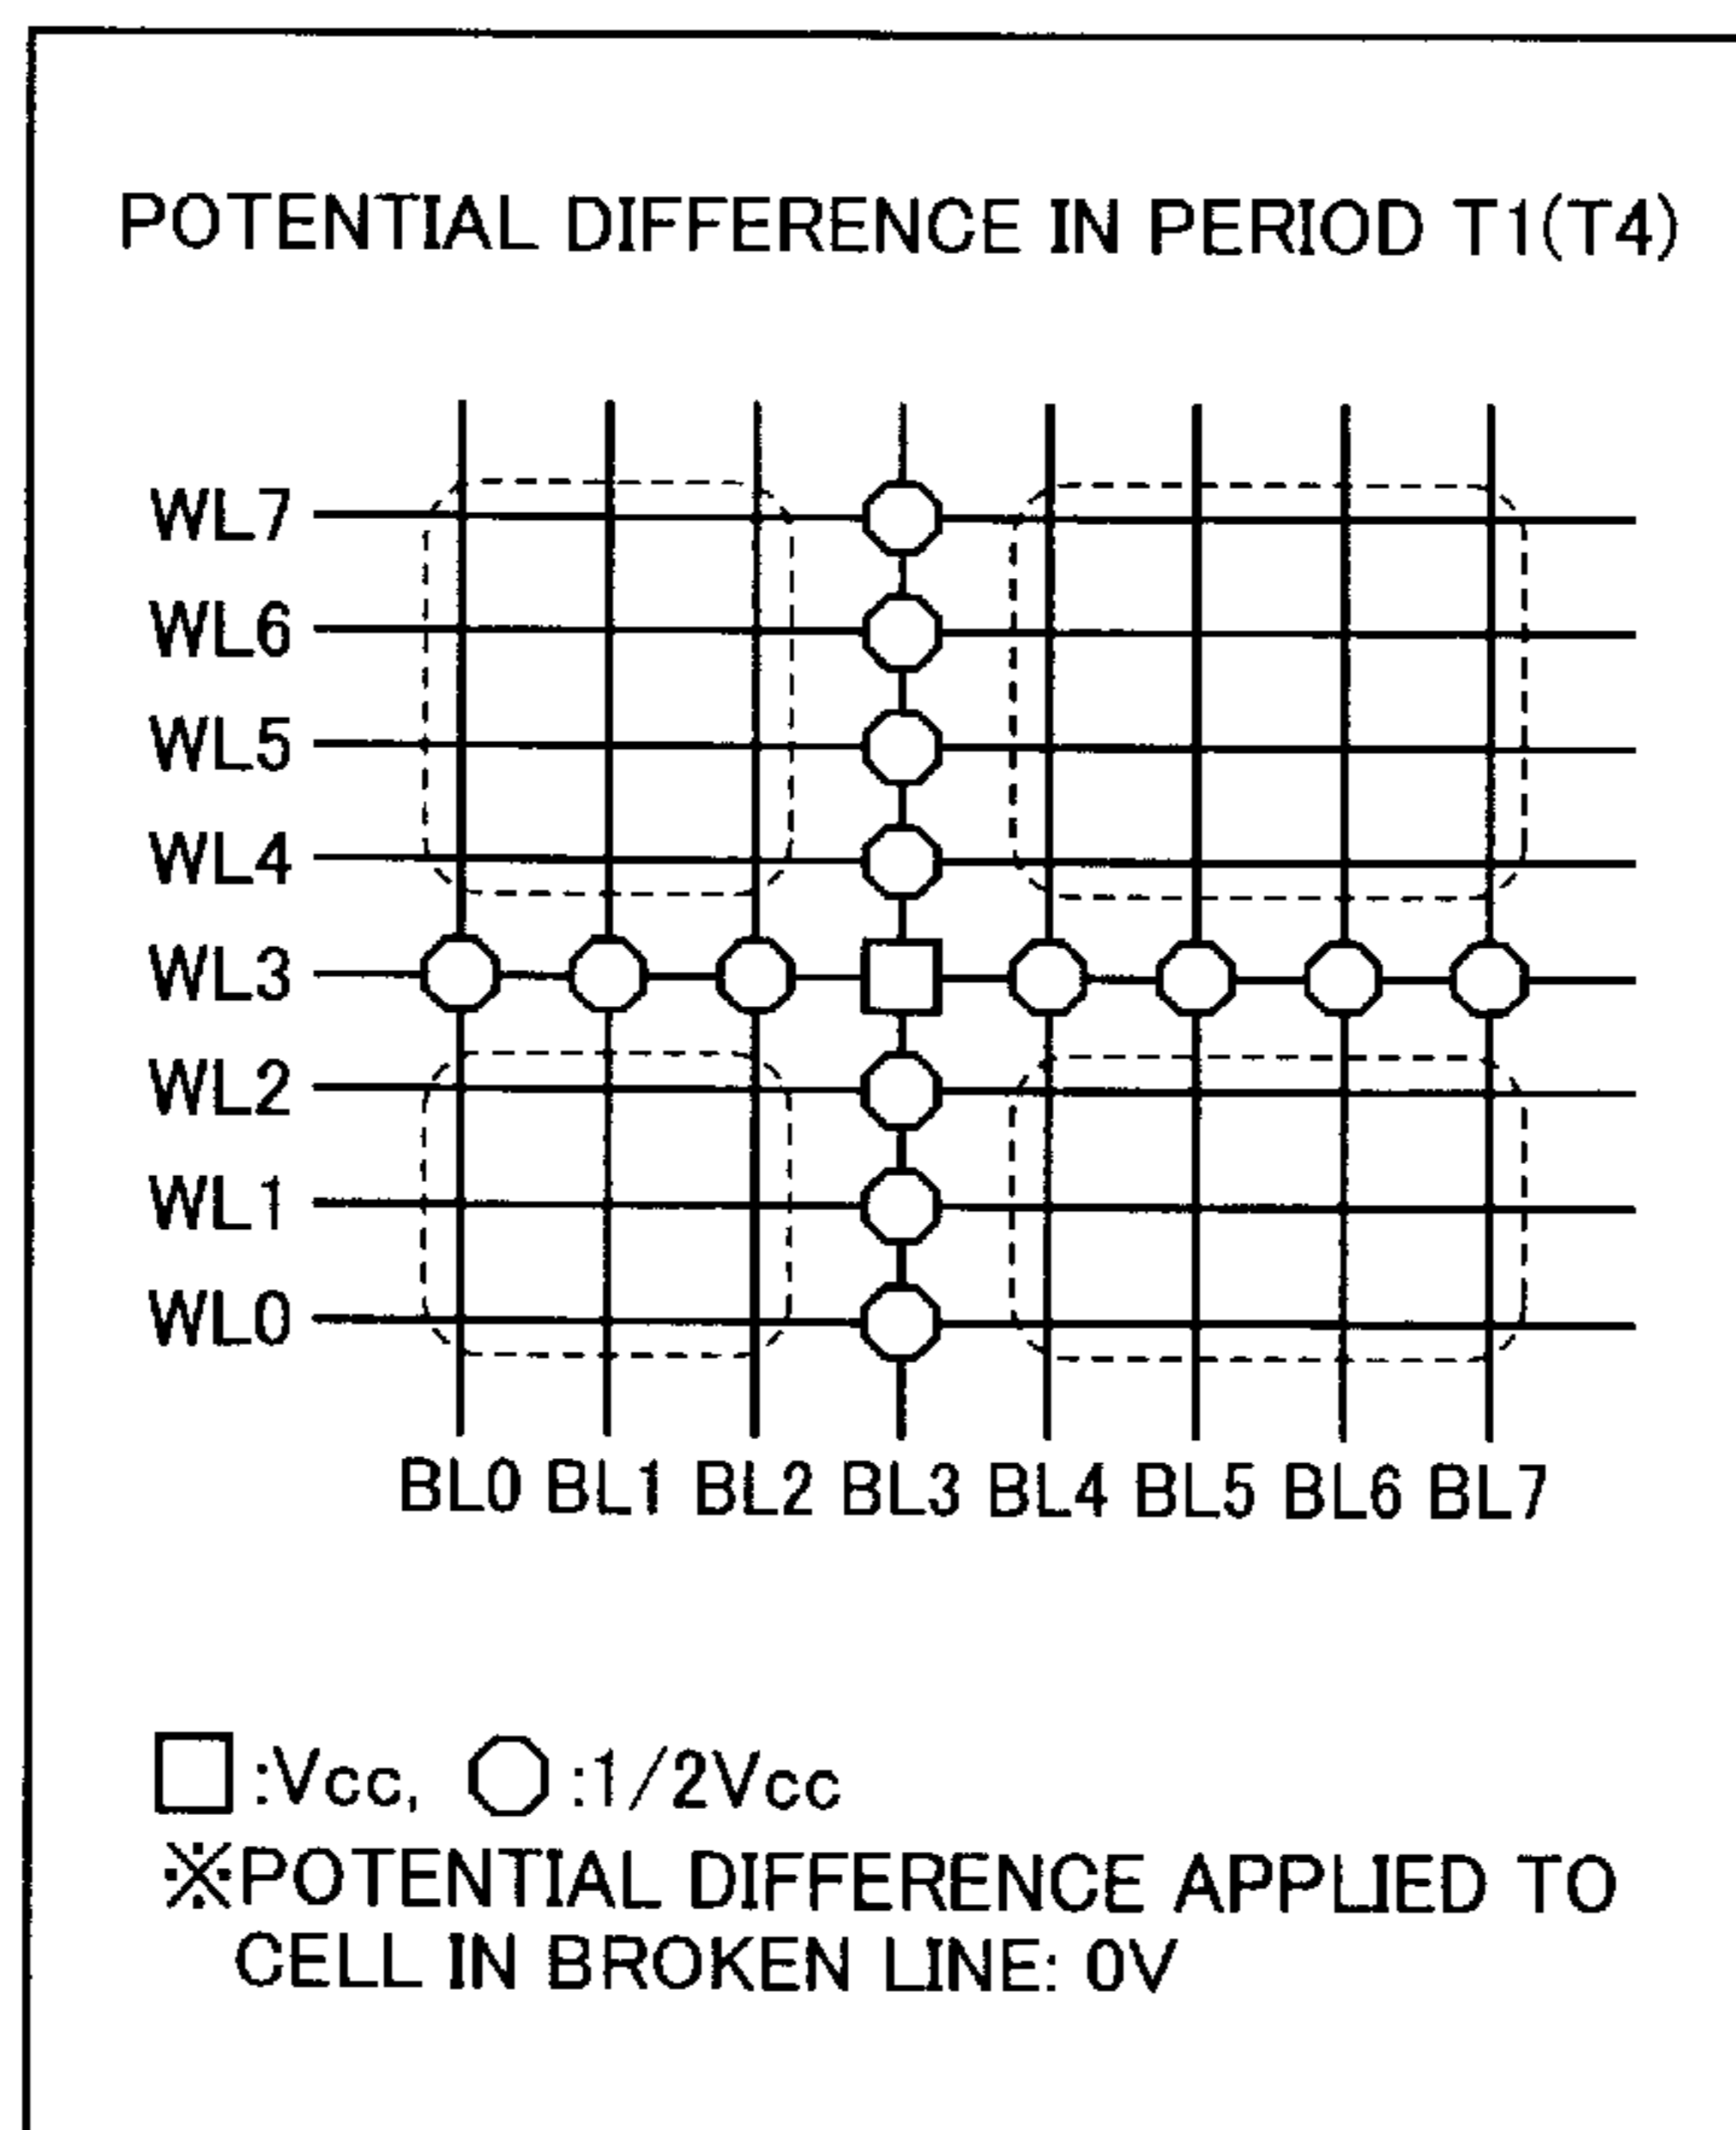 POTENTIAL DIFFERENCE IN PERIOD T1(T4)
WL7
WL6
WL5
WL4
WL3
WL2
WL1
WL0
BL0 BL1 BL2 BL3 BL4 BL5 BL6 BL7
□:Vcc, ○:1/2Vcc
※POTENTIAL DIFFERENCE APPLIED TO
CELL IN BROKEN LINE: 0V